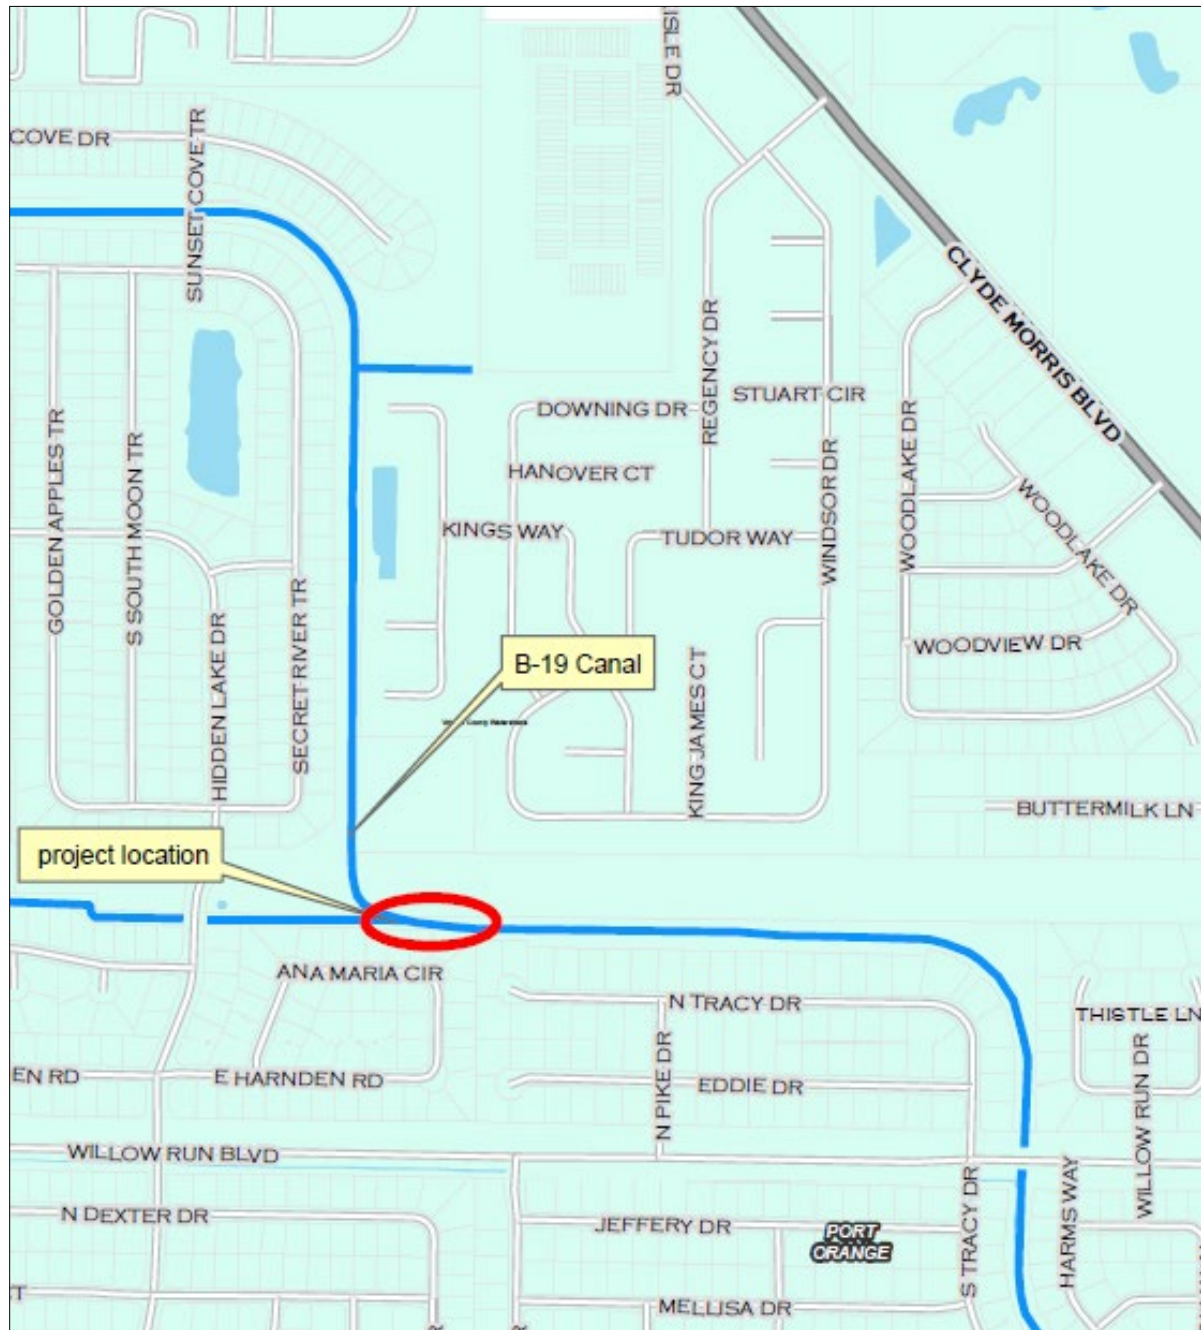 ISLE DR
COVE DR
SUNSET COVE TR
CLYDE MORRIS BLVD
REGENCY DR
STUART CIR
DOWNING DR
WOODLAKE DR
GOLDEN APPLES TR
S SOUTH MOON TR
HANOVER CT
WINDSOR DR
WOODLAKE DR
KINGS WAY
TUDOR WAY
HIDDEN LAKE DR
SECRET RIVER TR
B-19 Canal
WOODVIEW DR
KING JAMES CT
BUTTERMILK LN
project location
ANA MARIA CIR
N TRACY DR
THISTLE LN
N PIKE DR
WILLOW RUN DR
EN RD
E HARNDEN RD
EDDIE DR
WILLOW RUN BLVD
S TRACY DR
HARMS WAY
N DEXTER DR
JEFFERY DR
PORT
ORANGE
MELLISA DR